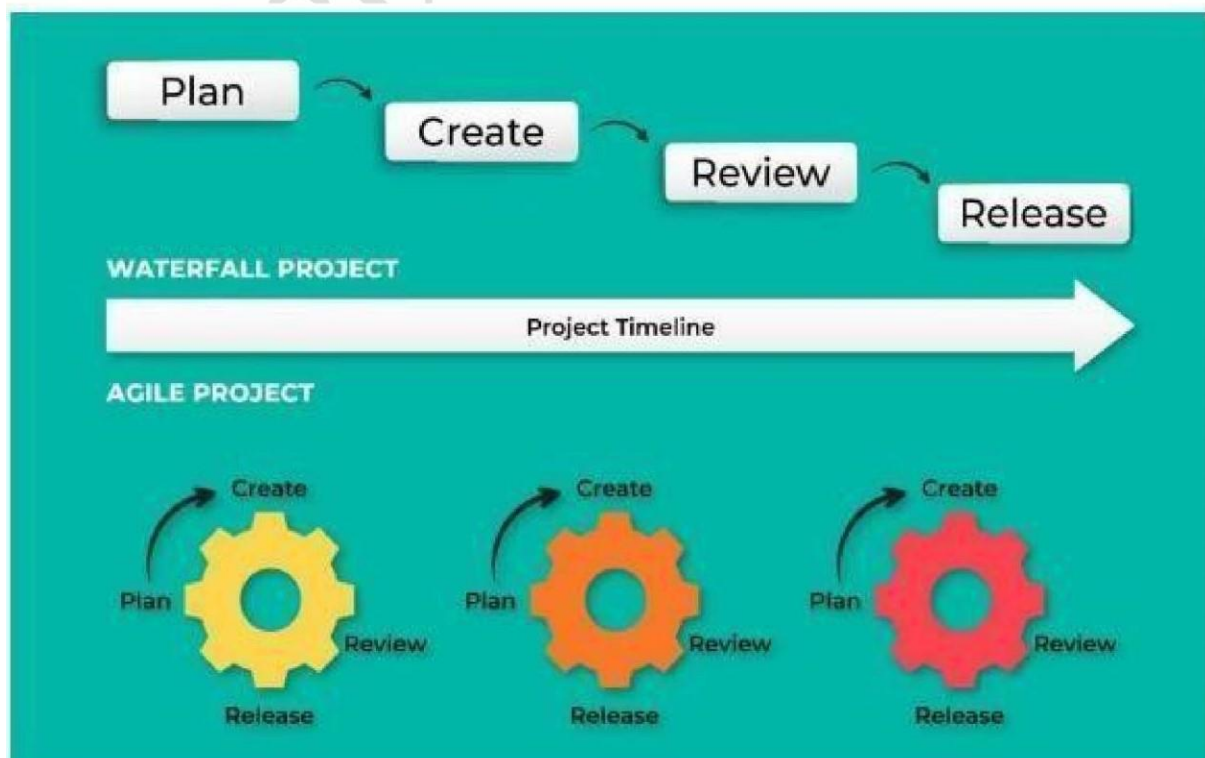 Plan
Create
Review
Release
WATERFALL PROJECT
Project Timeline
AGILE PROJECT
Create
Plan
Review
Release
Create
Plan
Review
Release
Create
Plan
Review
Release